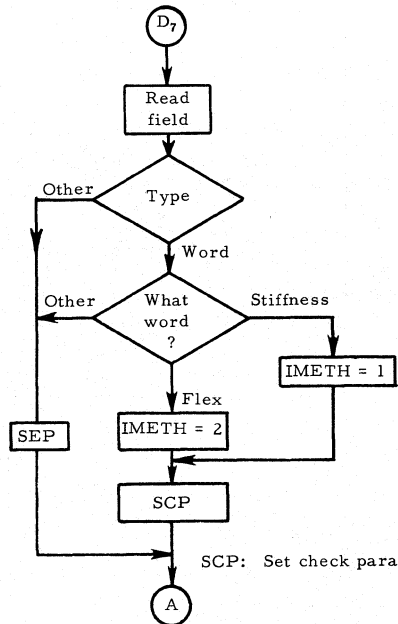 D7
Read
field
Other
Type
Word
Other
What
word
?
Stiffness
IMETH = 1
Flex
IMETH = 2
SEP
SCP
SCP: Set check para
A